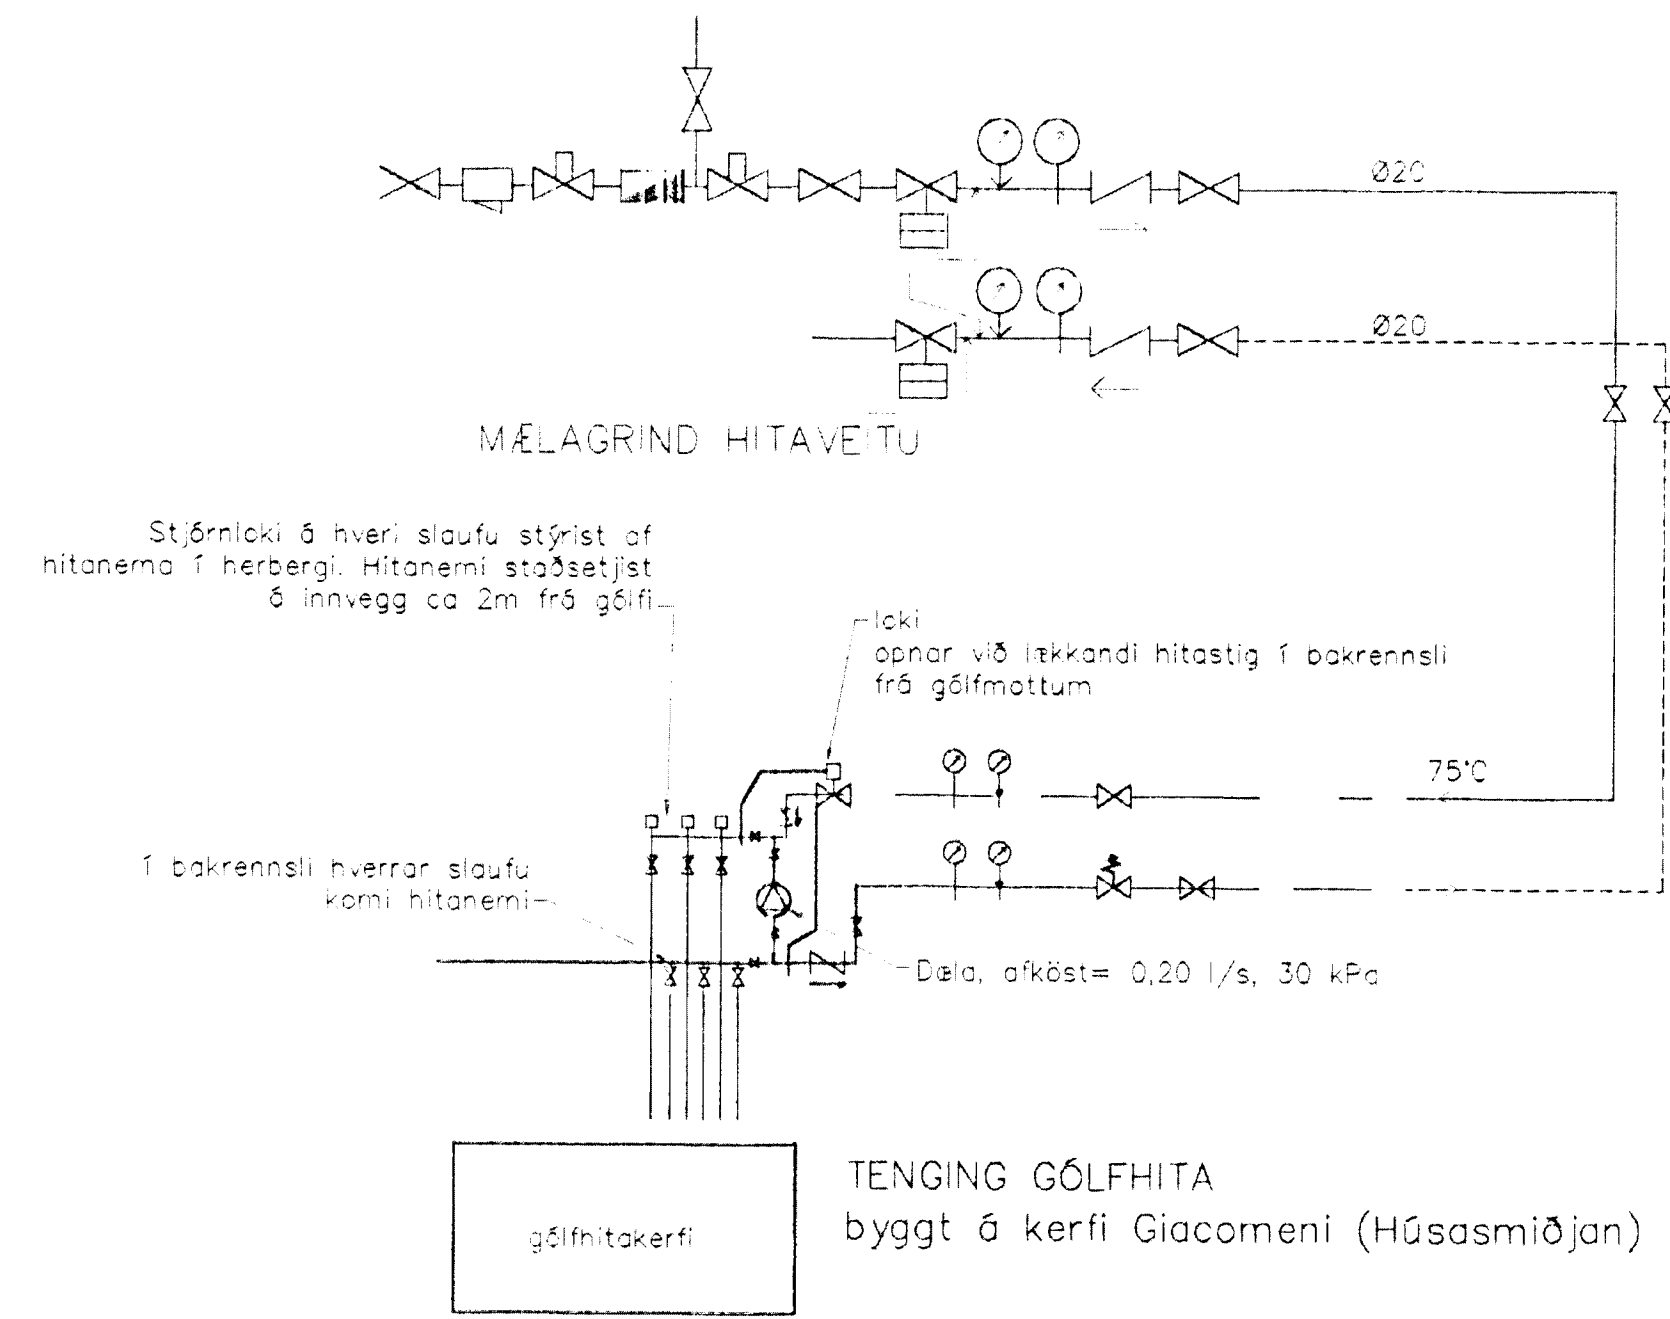 Ø20
Ø20
MÆLAGRIND HITAVEITU
Stjórnloki á hveri slaufu stýrist af
hitanema í herbergi. Hitanemi staðsetjist
á innvegg ca 2m frá gólfi
loki
opnar við lækkandi hitastig í bakrennsli
frá gólfmottum
75°C
í bakrennsli hverrar slaufu
komi hitanemi
Dæla, afköst= 0,20 l/s, 30 kPa
TENGING GÓLFHITA
byggt á kerfi Giacomeni (Húsasmiðjan)
gólfhitakerfi